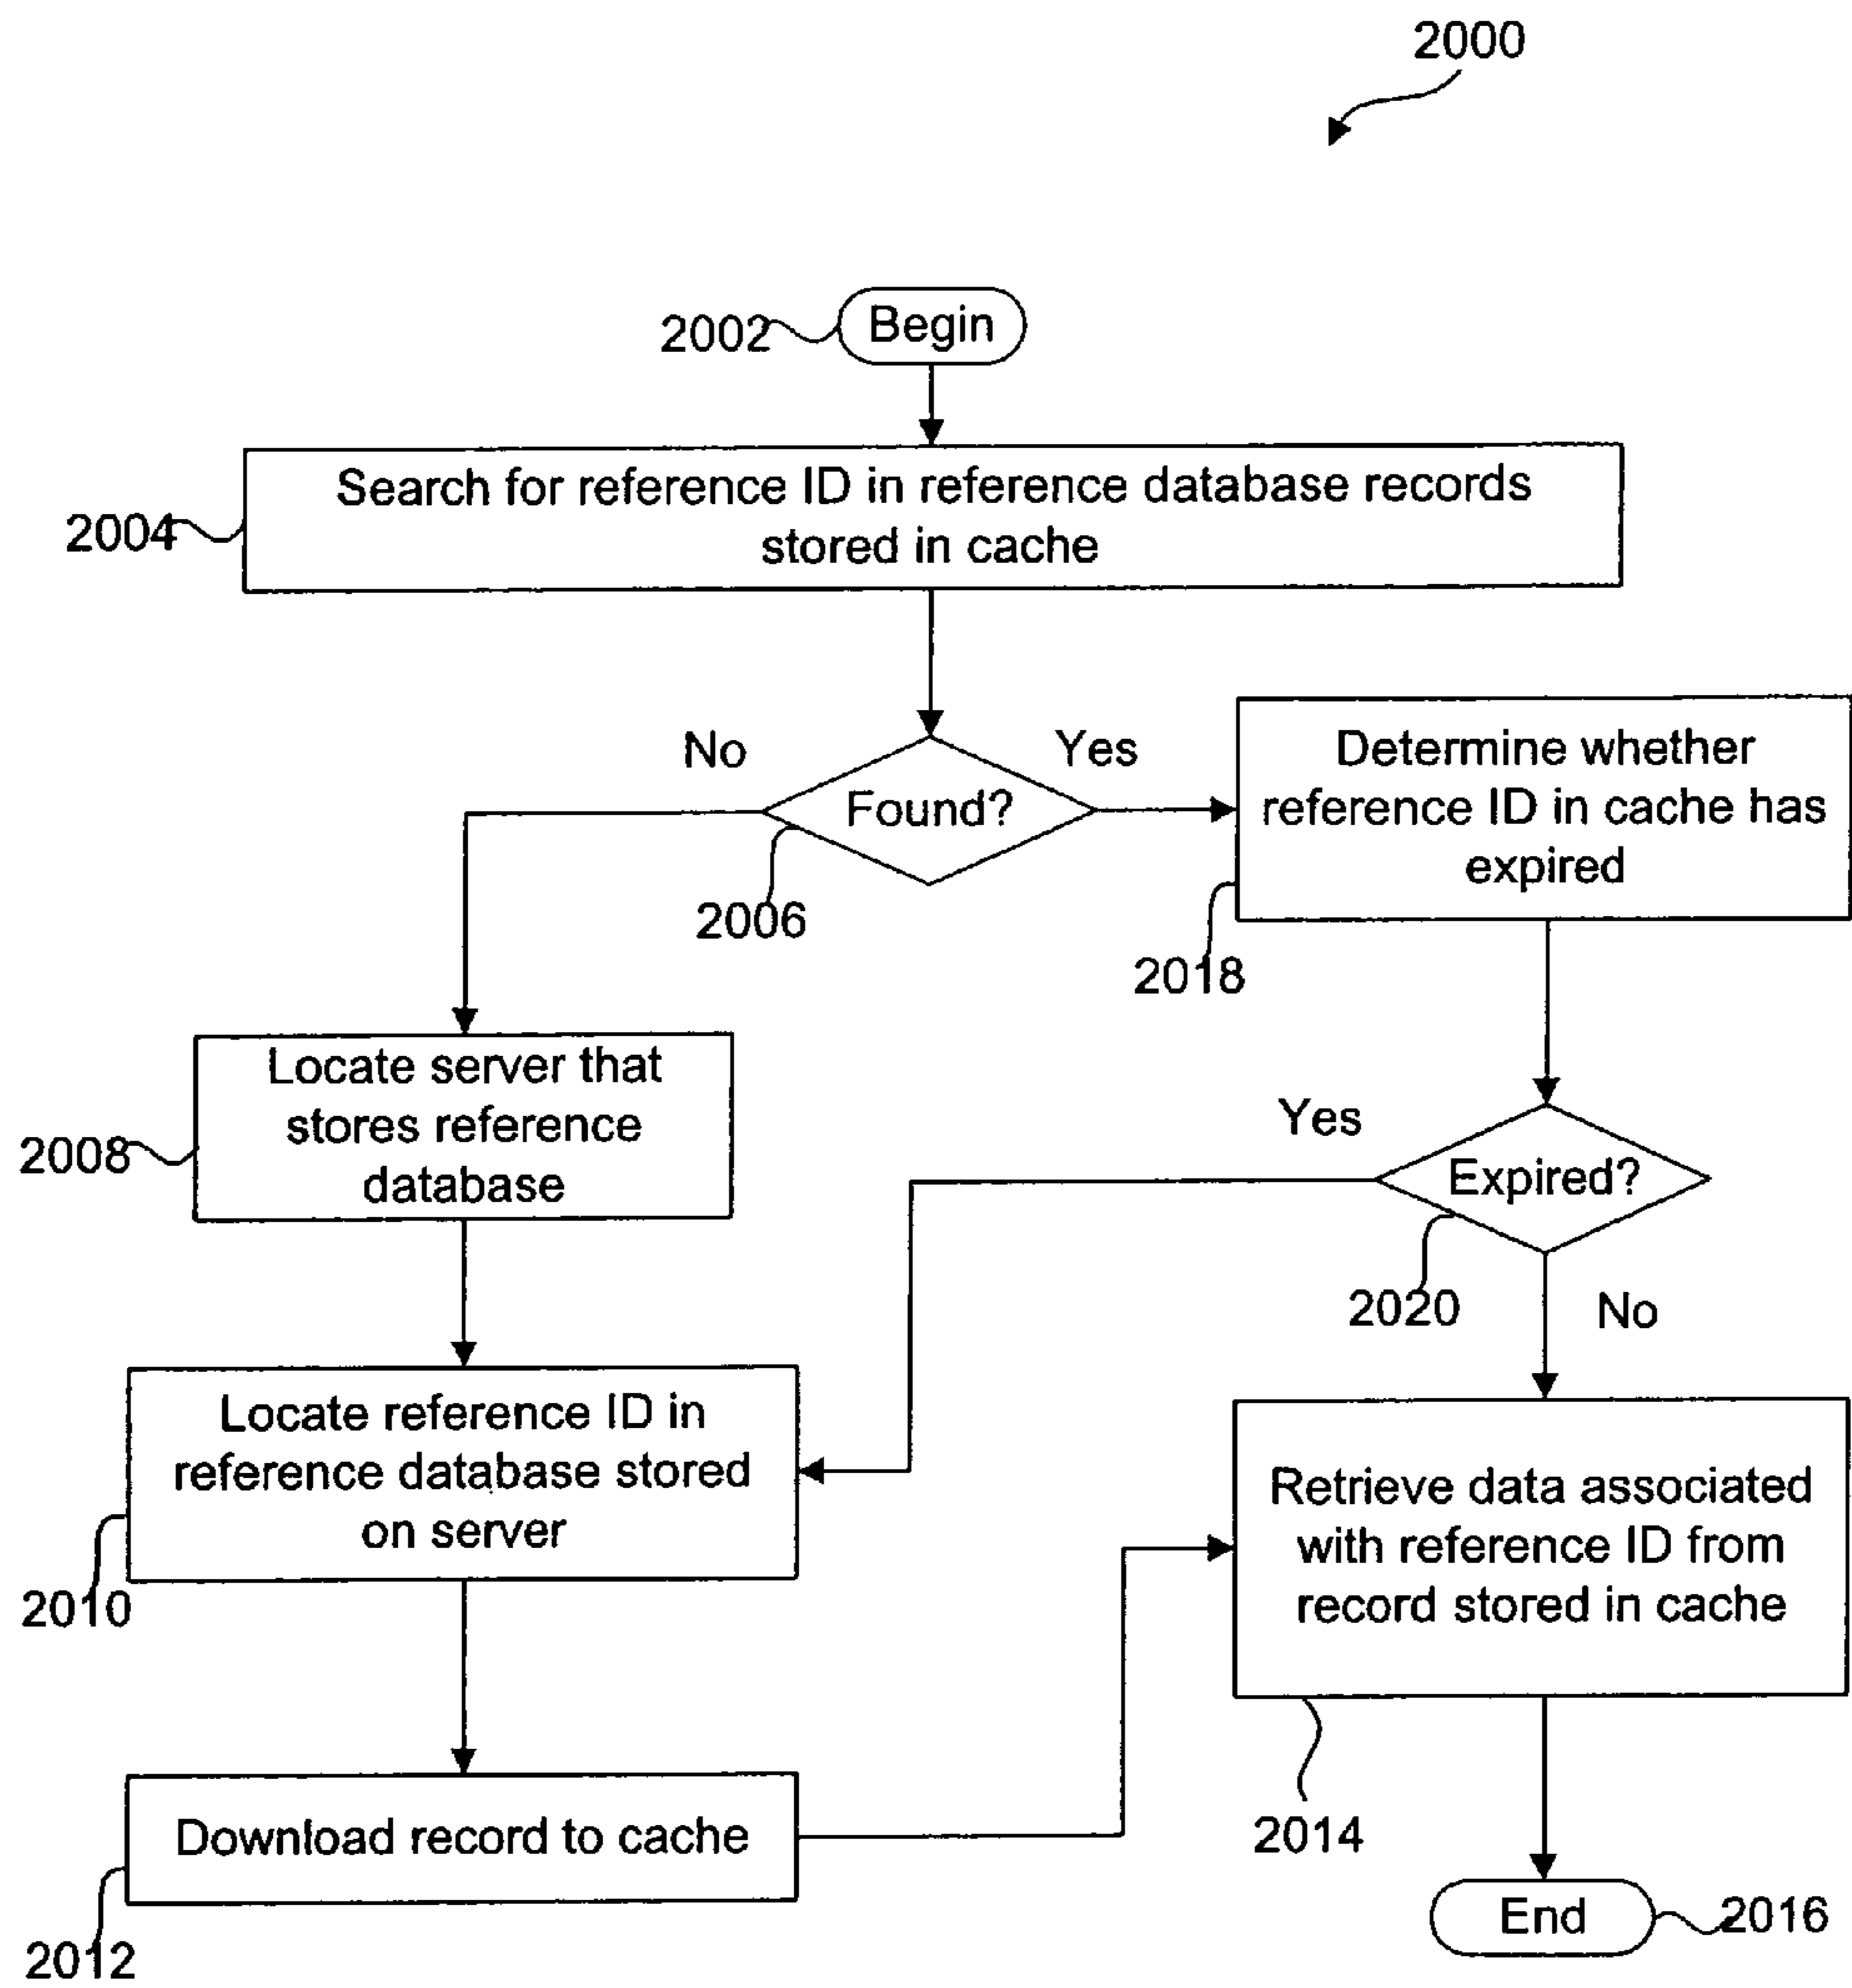 2000
2002
Begin
2004
Search for reference ID in reference database records
stored in cache
No
Yes
Found?
2006
Determine whether
reference ID in cache has
expired
2018
Locate server that
stores reference
database
2008
Yes
Expired?
2020
No
Locate reference ID in
reference database stored
on server
2010
Retrieve data associated
with reference ID from
record stored in cache
2014
Download record to cache
2012
End
2016